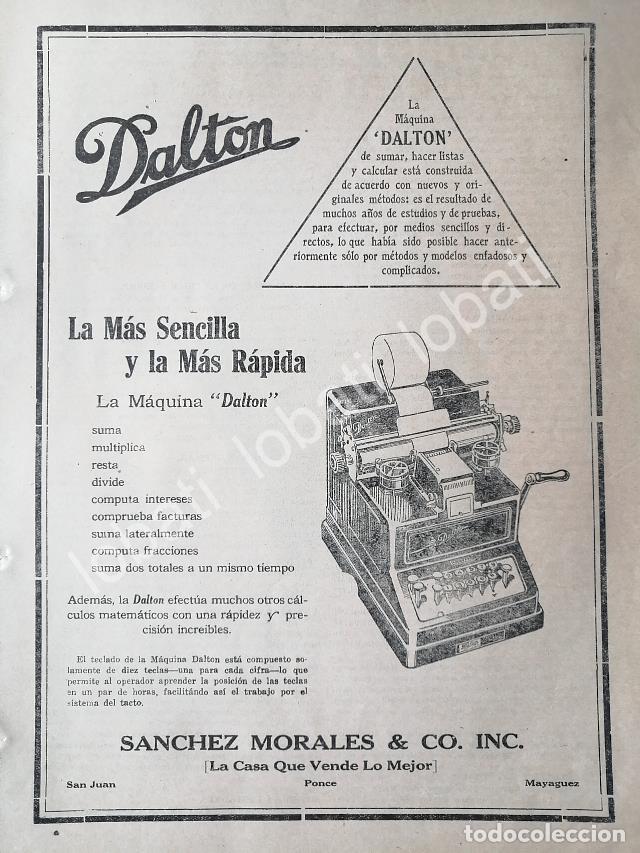 Dalton
La
Máquina
'DALTON'
de sumar, hacer listas
y calcular está construida
de acuerdo con nuevos y ori-
ginales métodos: es el resultado de
muchos años de estudios y de pruebas,
para efectuar, por medios sencillos y di-
rectos, lo que había sido posible hacer ante-
riormente sólo por métodos y modelos enfadosos y
complicados.
La Más Sencilla
y la Más Rápida
La Máquina "Dalton"
suma
multiplica
resta
divide
computa intereses
comprueba facturas
suma lateralmente
computa fracciones
suma dos totales a un mismo tiempo
Además, la Dalton efectúa muchos otros cál-
culos matemáticos con una rápidez y pre-
cisión increibles.
El teclado de la Máquina Dalton está compuesto so-
lamente de diez teclas—una para cada cifra—lo que
permite al operador aprender la posición de las teclas
en un par de horas, facilitándo así el trabajo por el
sistema del tacto.
SANCHEZ MORALES & CO. INC.
[La Casa Que Vende Lo Mejor]
San Juan Ponce Mayaguez
lobati lobati lobati lobati
todocoleccion